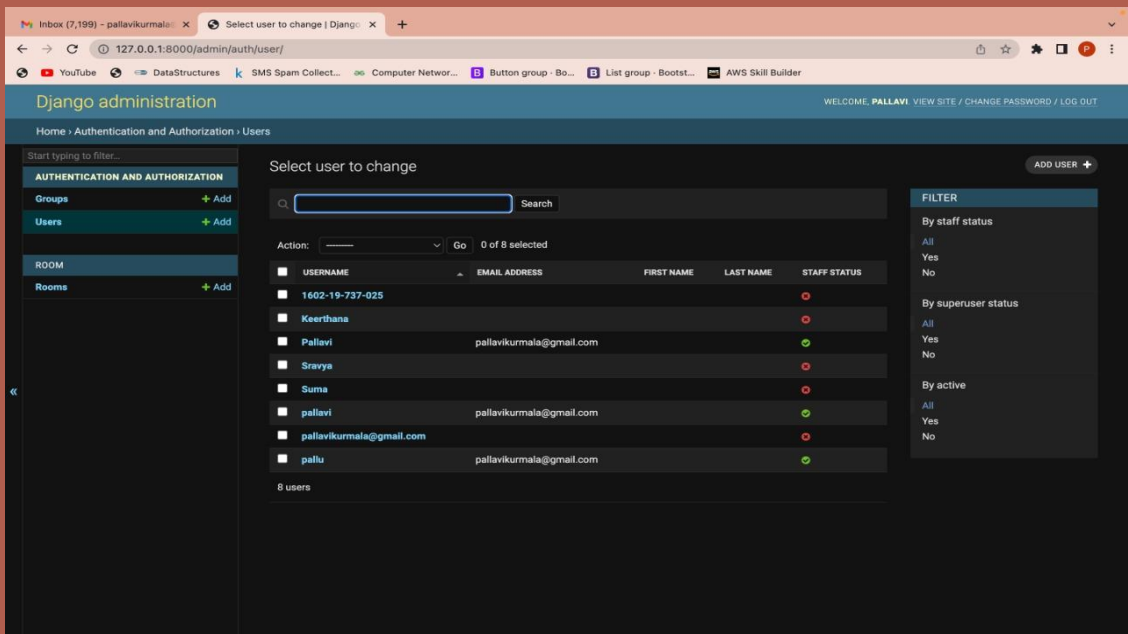 Inbox (7,199) - pallavikurmala
Select user to change | Django
127.0.0.1:8000/admin/auth/user/
P
YouTube DataStructures SMS Spam Collect... Computer Networ... Button group · Bo... List group · Bootst... AWS Skill Builder
Django administration
WELCOME, PALLAVI. VIEW SITE / CHANGE PASSWORD / LOG OUT
Home › Authentication and Authorization › Users
Start typing to filter...
AUTHENTICATION AND AUTHORIZATION
Groups + Add
Users + Add
ROOM
Rooms + Add
«
Select user to change
ADD USER +
Search
Action: --------- Go 0 of 8 selected
USERNAME EMAIL ADDRESS FIRST NAME LAST NAME STAFF STATUS
1602-19-737-025
Keerthana
Pallavi pallavikurmala@gmail.com
Sravya
Suma
pallavi pallavikurmala@gmail.com
pallavikurmala@gmail.com
pallu pallavikurmala@gmail.com
8 users
FILTER
By staff status
All
Yes
No
By superuser status
All
Yes
No
By active
All
Yes
No